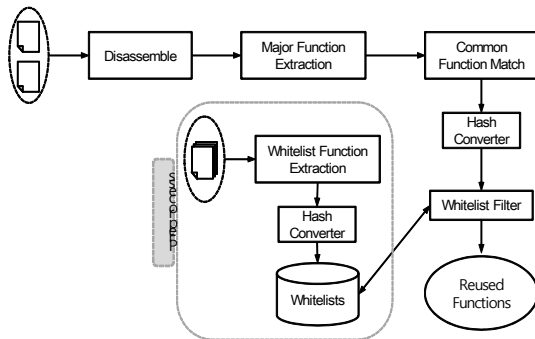 Disassemble
Major Function
Extraction
Common
Function Match
Hash
Converter
Whitelist Function
Extraction
Whitelist Filter
Hash
Converter
Whitelists
Reused
Functions